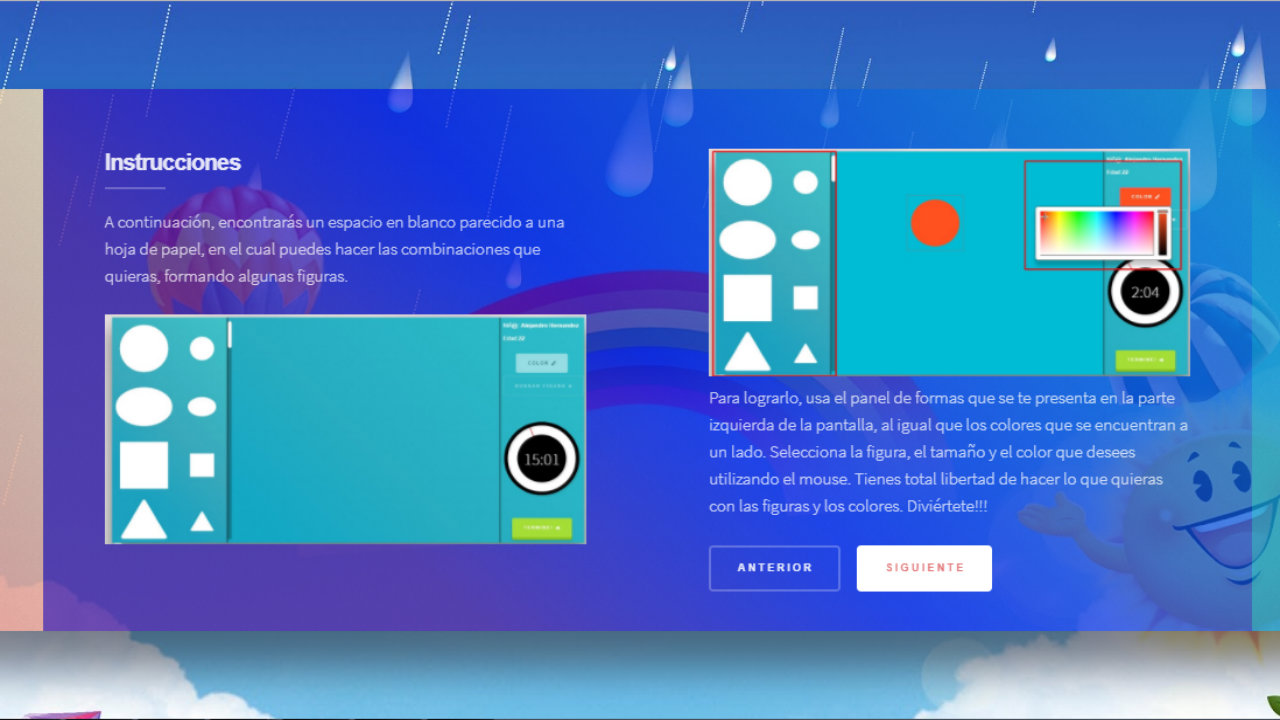 Instrucciones
A continuación, encontrarás un espacio en blanco parecido a una
hoja de papel, en el cual puedes hacer las combinaciones que
quieras, formando algunas figuras.
Niñ@: Alejandro Hernandez
Edad: 22
COLOR
BORRAR FIGURA
15:01
TERMINE!
Niñ@: Alejandro Hernandez
Edad: 22
COLOR
2:04
TERMINE!
Para lograrlo, usa el panel de formas que se te presenta en la parte
izquierda de la pantalla, al igual que los colores que se encuentran a
un lado. Selecciona la figura, el tamaño y el color que desees
utilizando el mouse. Tienes total libertad de hacer lo que quieras
con las figuras y los colores. Diviértete!!!
ANTERIOR
SIGUIENTE